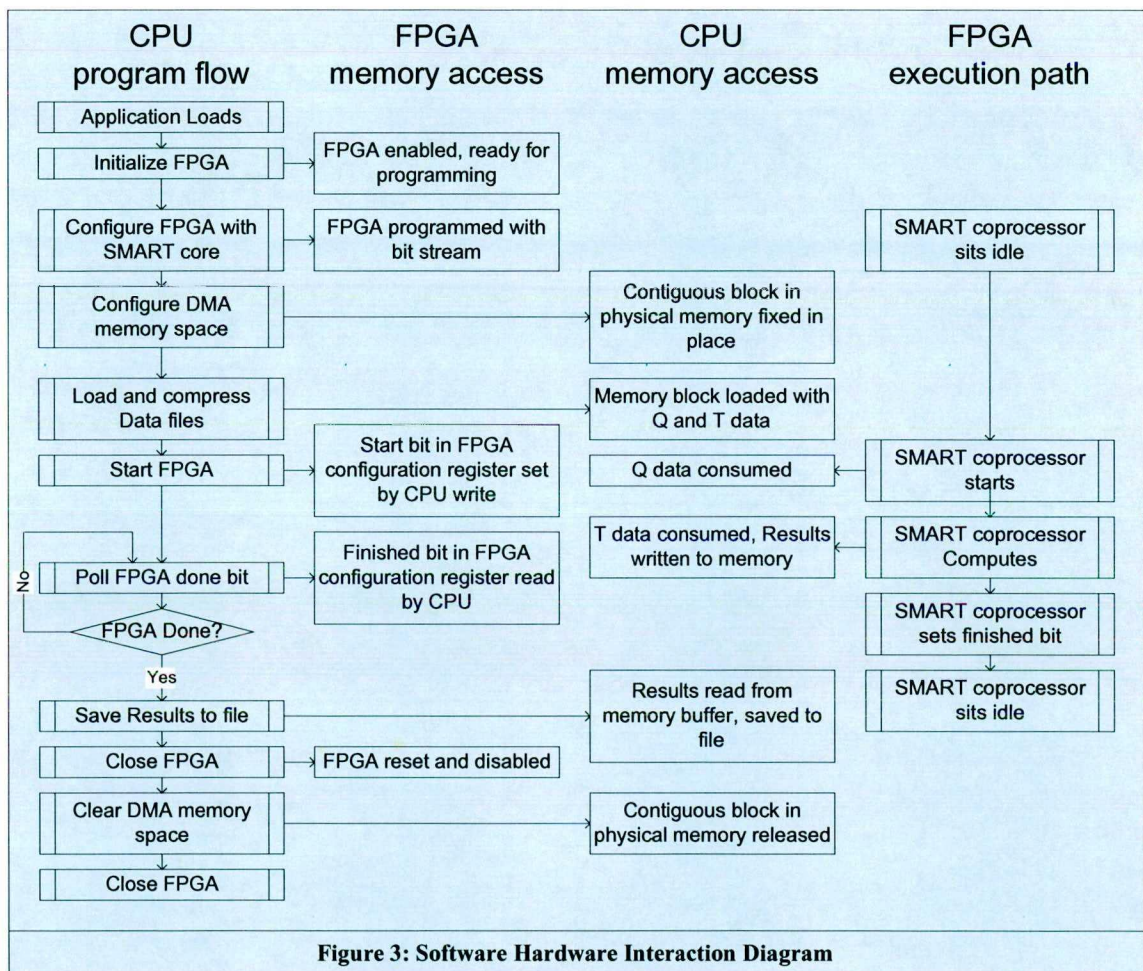 CPU
program flow
FPGA
memory access
CPU
memory access
FPGA
execution path
Application Loads
Initialize FPGA
FPGA enabled, ready for
programming
Configure FPGA with
SMART core
FPGA programmed with
bit stream
SMART coprocessor
sits idle
Configure DMA
memory space
Contiguous block in
physical memory fixed in
place
Load and compress
Data files
Memory block loaded with
Q and T data
Start FPGA
Start bit in FPGA
configuration register set
by CPU write
Q data consumed
SMART coprocessor
starts
T data consumed, Results
written to memory
SMART coprocessor
Computes
No
Poll FPGA done bit
Finished bit in FPGA
configuration register read
by CPU
FPGA Done?
SMART coprocessor
sets finished bit
Yes
Save Results to file
Results read from
memory buffer, saved to
file
SMART coprocessor
sits idle
Close FPGA
FPGA reset and disabled
Clear DMA memory
space
Contiguous block in
physical memory released
Close FPGA
Figure 3: Software Hardware Interaction Diagram